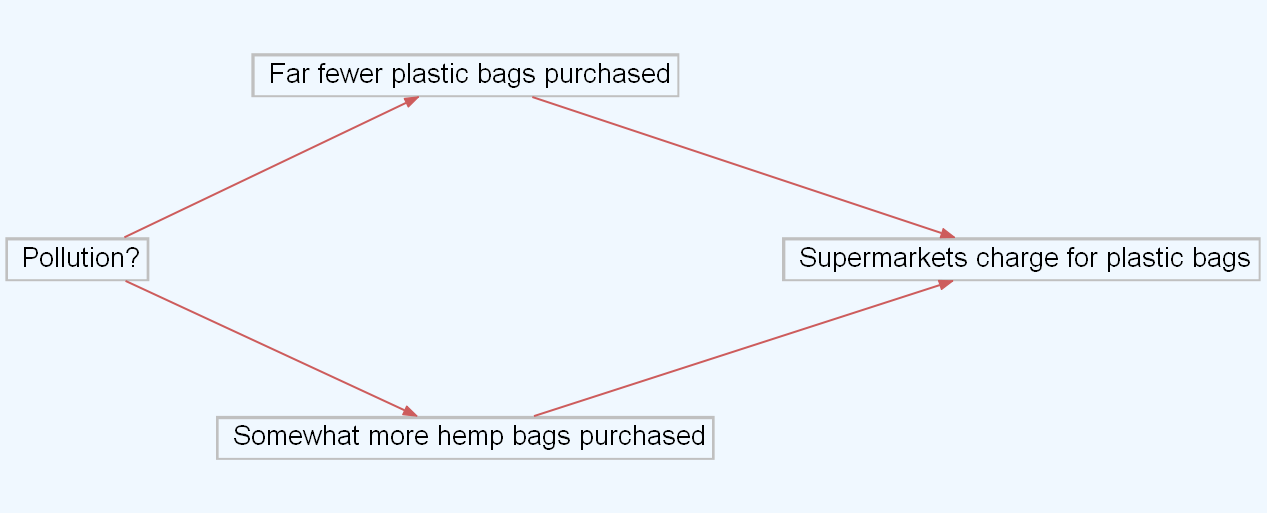 Far fewer plastic bags purchased
Pollution?
Supermarkets charge for plastic bags
Somewhat more hemp bags purchased